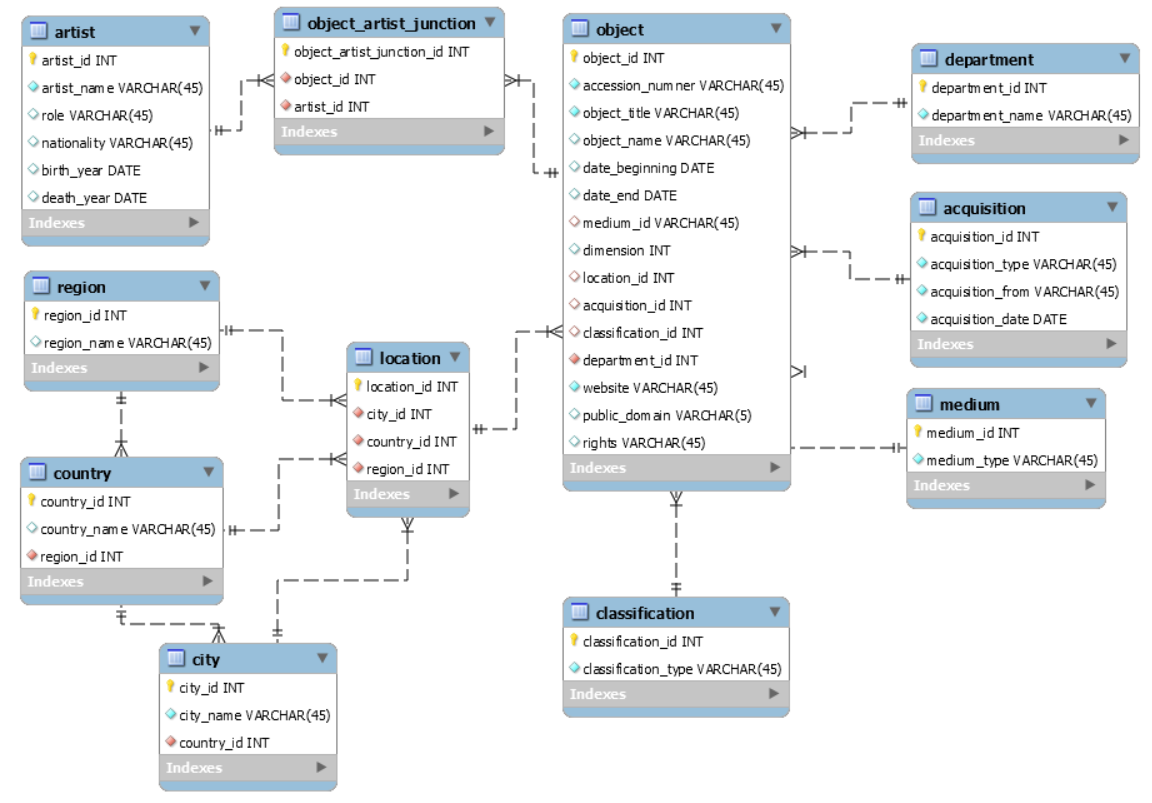 artist
artist_id INT
artist_name VARCHAR(45)
role VARCHAR(45)
nationality VARCHAR(45)
birth_year DATE
death_year DATE
Indexes
object_artist_junction
object_artist_junction_id INT
object_id INT
artist_id INT
Indexes
object
object_id INT
accession_numner VARCHAR(45)
object_title VARCHAR(45)
object_name VARCHAR(45)
date_beginning DATE
date_end DATE
medium_id VARCHAR(45)
dimension INT
location_id INT
acquisition_id INT
classification_id INT
department_id INT
website VARCHAR(45)
public_domain VARCHAR(5)
rights VARCHAR(45)
Indexes
department
department_id INT
department_name VARCHAR(45)
Indexes
acquisition
acquisition_id INT
acquisition_type VARCHAR(45)
acquisition_from VARCHAR(45)
acquisition_date DATE
Indexes
region
region_id INT
region_name VARCHAR(45)
Indexes
location
location_id INT
city_id INT
country_id INT
region_id INT
Indexes
medium
medium_id INT
medium_type VARCHAR(45)
Indexes
country
country_id INT
country_name VARCHAR(45)
region_id INT
Indexes
classification
classification_id INT
classification_type VARCHAR(45)
Indexes
city
city_id INT
city_name VARCHAR(45)
country_id INT
Indexes